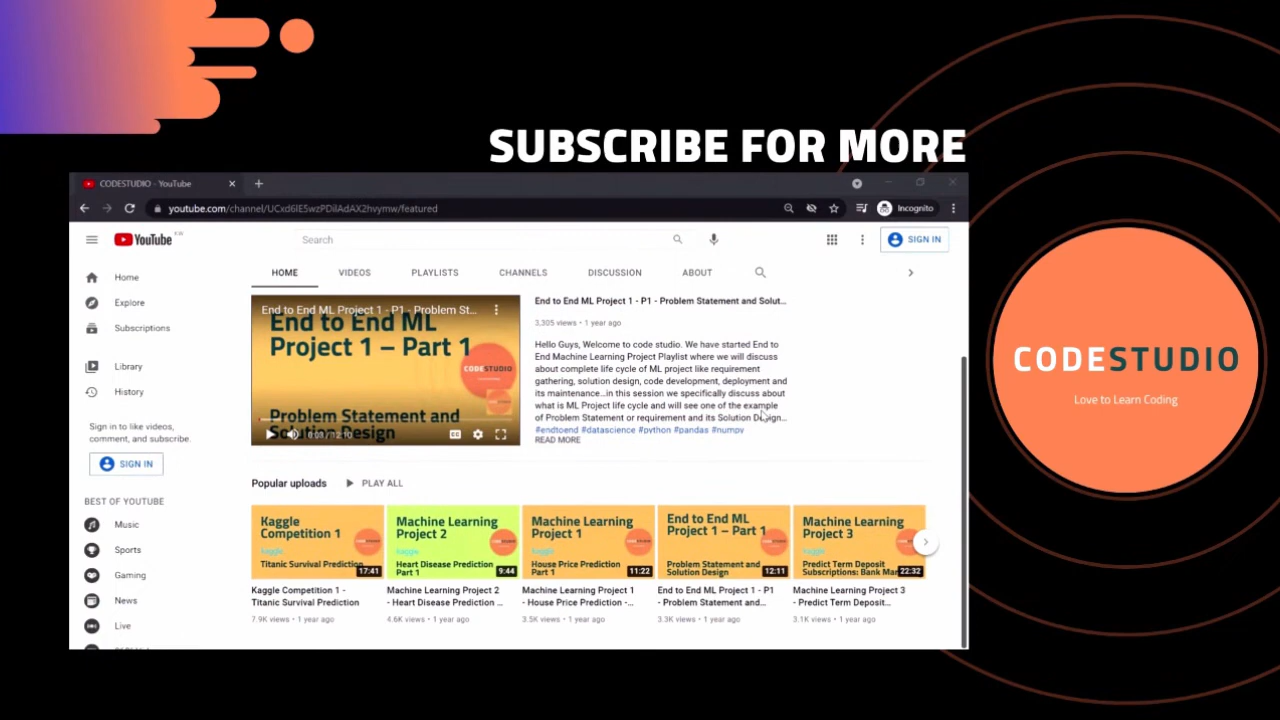 SUBSCRIBE FOR MORE
CODESTUDIO - YouTube
youtube.com/channel/UCxd6lE5wzPDilAdAX2hvymw/featured
Incognito
YouTube
Search
SIGN IN
HOME VIDEOS PLAYLISTS CHANNELS DISCUSSION ABOUT
Home
Explore
Subscriptions
Library
History
Sign in to like videos,
comment, and subscribe.
SIGN IN
BEST OF YOUTUBE
Music
Sports
Gaming
News
Live
End to End ML Project 1 - P1 - Problem St...
End to End ML
Project 1 – Part 1
CODESTUDIO
Problem Statement and
Solution Design
End to End ML Project 1 - P1 - Problem Statement and Solut...
3,305 views • 1 year ago
Hello Guys, Welcome to code studio. We have started End to
End Machine Learning Project Playlist where we will discuss
about complete life cycle of ML project like requirement
gathering, solution design, code development, deployment and
its maintenance...in this session we specifically discuss about
what is ML Project life cycle and will see one of the example
of Problem Statement or requirement and its Solution Design...
#endtoend #datascience #python #pandas #numpy
READ MORE
Popular uploads PLAY ALL
Kaggle
Competition 1
kaggle
Titanic Survival Prediction
17:41
Kaggle Competition 1 -
Titanic Survival Prediction
7.9K views • 1 year ago
Machine Learning
Project 2
kaggle
Heart Disease Prediction
Part 1
9:44
Machine Learning Project 2
- Heart Disease Prediction ...
4.6K views • 1 year ago
Machine Learning
Project 1
kaggle
House Price Prediction
Part 1
11:22
Machine Learning Project 1
- House Price Prediction -...
3.5K views • 1 year ago
End to End ML
Project 1 – Part 1
Problem Statement and
Solution Design
12:11
End to End ML Project 1 - P1
- Problem Statement and...
3.3K views • 1 year ago
Machine Learning
Project 3
kaggle
Predict Term Deposit
Subscriptions: Bank Mar
22:32
Machine Learning Project 3
- Predict Term Deposit...
3.1K views • 1 year ago
CODESTUDIO
Love to Learn Coding